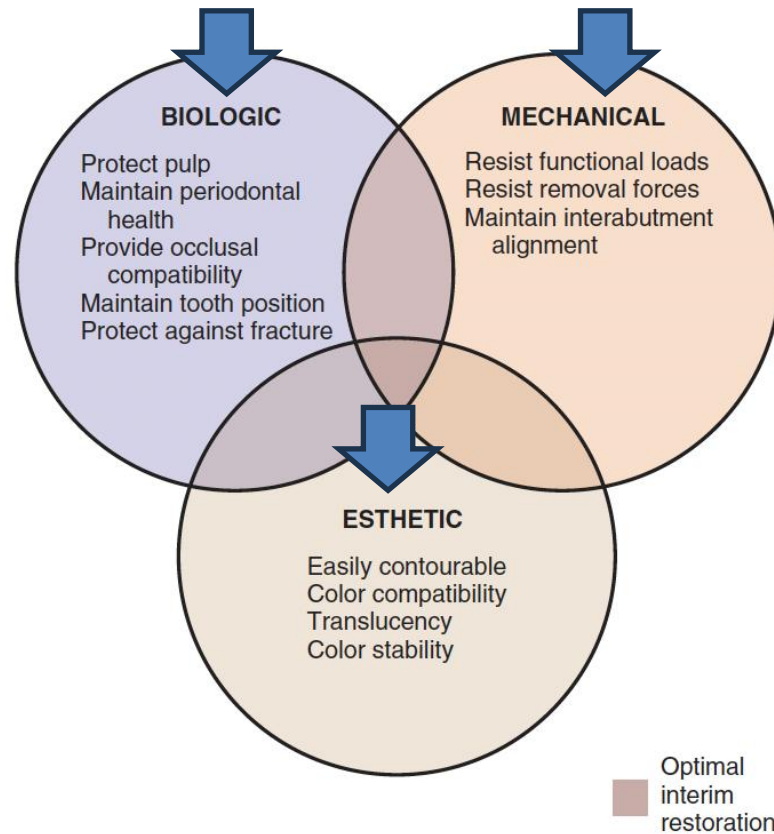 BIOLOGIC
Protect pulp
Maintain periodontal
health
Provide occlusal
compatibility
Maintain tooth position
Protect against fracture
MECHANICAL
Resist functional loads
Resist removal forces
Maintain interabutment
alignment
ESTHETIC
Easily contourable
Color compatibility
Translucency
Color stability
Optimal
interim
restoration